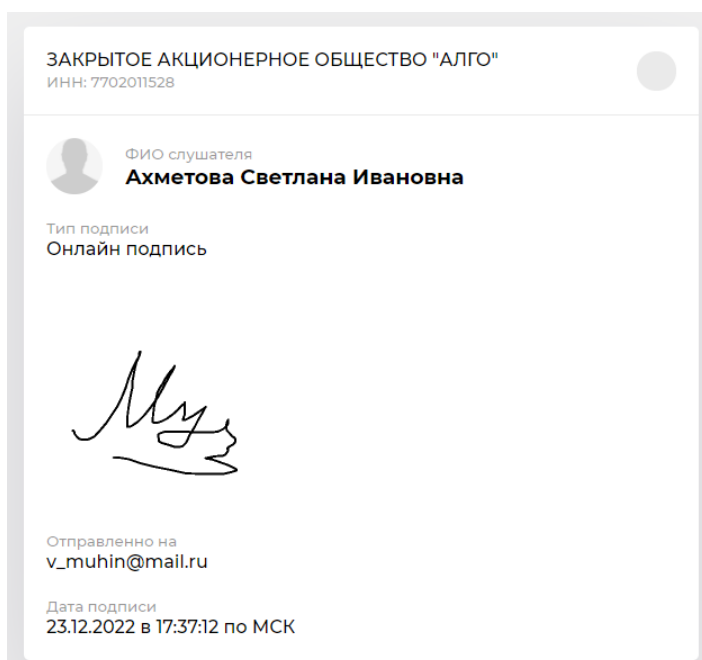 ЗАКРЫТОЕ АКЦИОНЕРНОЕ ОБЩЕСТВО "АЛГО"
ИНН: 7702011528
ФИО слушателя
Ахметова Светлана Ивановна
Тип подписи
Онлайн подпись
Отправленно на
v_muhin@mail.ru
Дата подписи
23.12.2022 в 17:37:12 по МСК